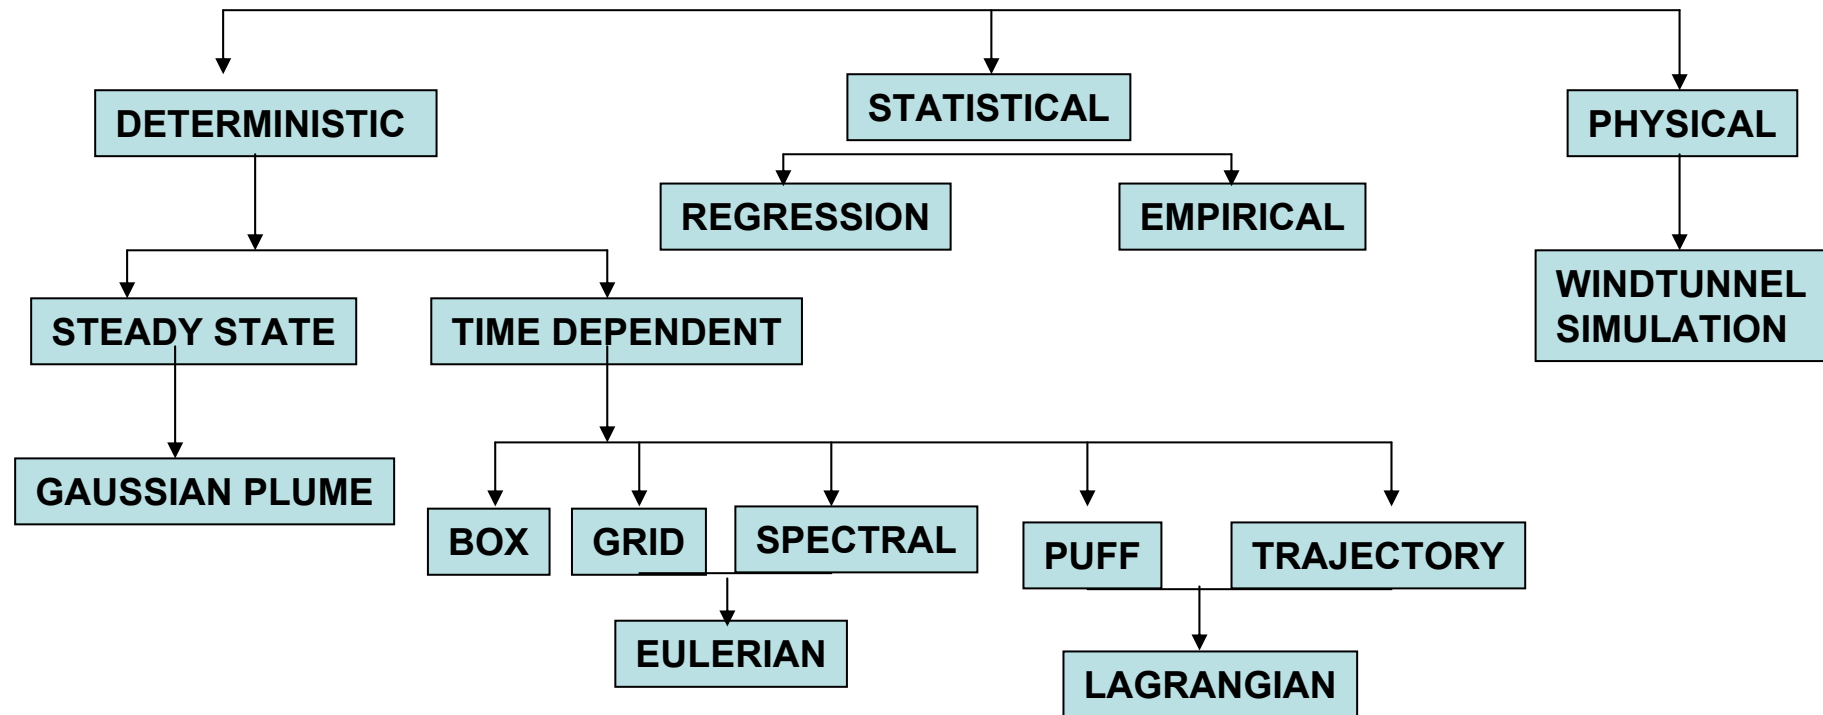 DETERMINISTIC
STATISTICAL
PHYSICAL
REGRESSION
EMPIRICAL
STEADY STATE
TIME DEPENDENT
WINDTUNNEL
SIMULATION
GAUSSIAN PLUME
BOX
GRID
SPECTRAL
PUFF
TRAJECTORY
EULERIAN
LAGRANGIAN